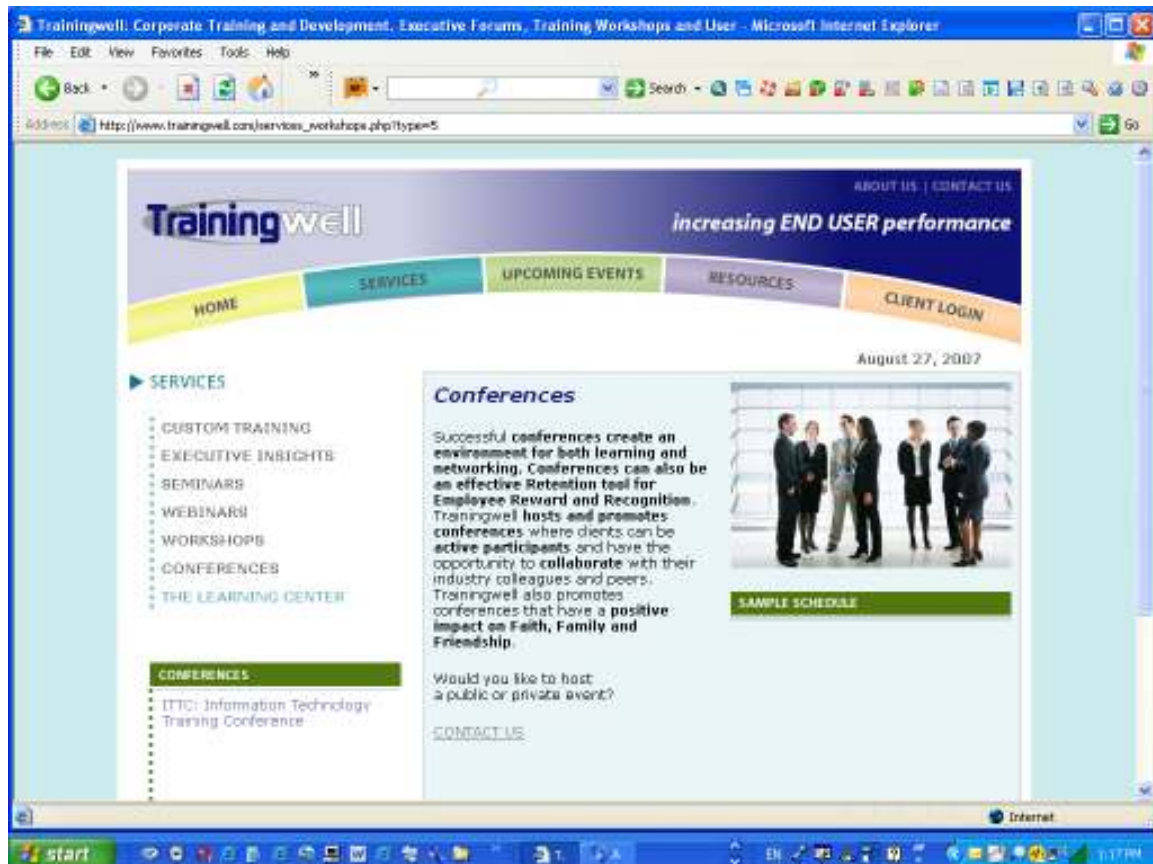 Trainingwell: Corporate Training and Development, Executive Forums, Training Workshops and User - Microsoft Internet Explorer
File Edit View Favorites Tools Help
Back
Search
Address http://www.trainingwell.com/services_workshops.php?type=5 Go
ABOUT US | CONTACT US
Trainingwell
increasing END USER performance
HOME
SERVICES
UPCOMING EVENTS
RESOURCES
CLIENT LOGIN
August 27, 2007
SERVICES
CUSTOM TRAINING
EXECUTIVE INSIGHTS
SEMINARS
WEBINARS
WORKSHOPS
CONFERENCES
THE LEARNING CENTER
CONFERENCES
ITTC: Information Technology
Training Conference
Conferences
Successful conferences create an
environment for both learning and
networking. Conferences can also be
an effective Retention tool for
Employee Reward and Recognition.
Trainingwell hosts and promotes
conferences where clients can be
active participants and have the
opportunity to collaborate with their
industry colleagues and peers.
Trainingwell also promotes
conferences that have a positive
impact on Faith, Family and
Friendship.
Would you like to host
a public or private event?
CONTACT US
SAMPLE SCHEDULE
Internet
start
EN
1:17 PM